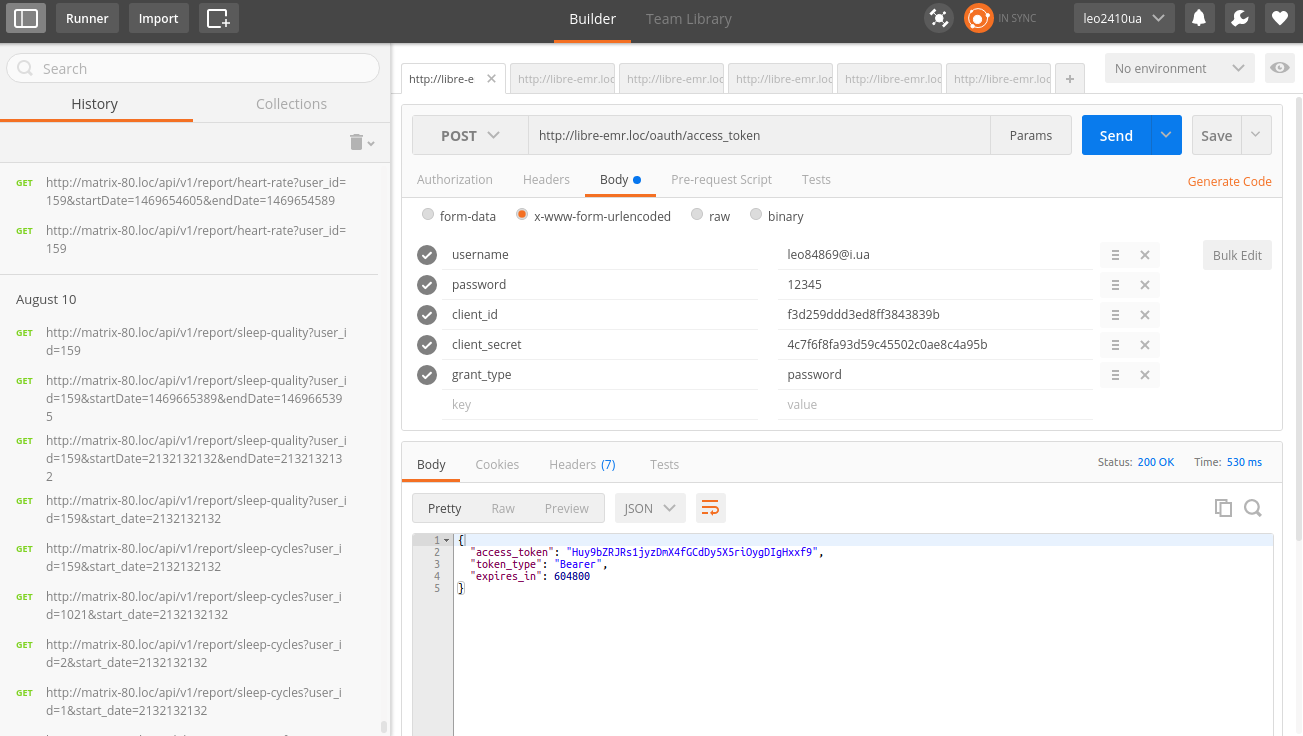 Runner
Import
Builder
Team Library
IN SYNC
leo2410ua
Search
History
Collections
GET http://matrix-80.loc/api/v1/report/heart-rate?user_id=
159&startDate=1469654605&endDate=1469654589
GET http://matrix-80.loc/api/v1/report/heart-rate?user_id=
159
August 10
GET http://matrix-80.loc/api/v1/report/sleep-quality?user_i
d=159
GET http://matrix-80.loc/api/v1/report/sleep-quality?user_i
d=159&startDate=1469665389&endDate=146966539
5
GET http://matrix-80.loc/api/v1/report/sleep-quality?user_i
d=159&startDate=2132132132&endDate=213213213
2
GET http://matrix-80.loc/api/v1/report/sleep-quality?user_i
d=159&start_date=2132132132
GET http://matrix-80.loc/api/v1/report/sleep-cycles?user_i
d=159&start_date=2132132132
GET http://matrix-80.loc/api/v1/report/sleep-cycles?user_i
d=1021&start_date=2132132132
GET http://matrix-80.loc/api/v1/report/sleep-cycles?user_i
d=2&start_date=2132132132
GET http://matrix-80.loc/api/v1/report/sleep-cycles?user_i
d=1&start_date=2132132132
http://libre-e
http://libre-emr.loc
http://libre-emr.loc
http://libre-emr.loc
http://libre-emr.loc
http://libre-emr.loc
+
No environment
POST
http://libre-emr.loc/oauth/access_token
Params
Send
Save
Authorization
Headers
Body
Pre-request Script
Tests
Generate Code
form-data
x-www-form-urlencoded
raw
binary
username leo84869@i.ua
Bulk Edit
password 12345
client_id f3d259ddd3ed8ff3843839b
client_secret 4c7f6f8fa93d59c45502c0ae8c4a95b
grant_type password
key value
Body
Cookies
Headers (7)
Tests
Status: 200 OK
Time: 530 ms
Pretty
Raw
Preview
JSON
1 {
2 "access_token": "Huy9bZRJRs1jyzDmX4fGCdDy5X5riOygDIgHxxf9",
3 "token_type": "Bearer",
4 "expires_in": 604800
5 }